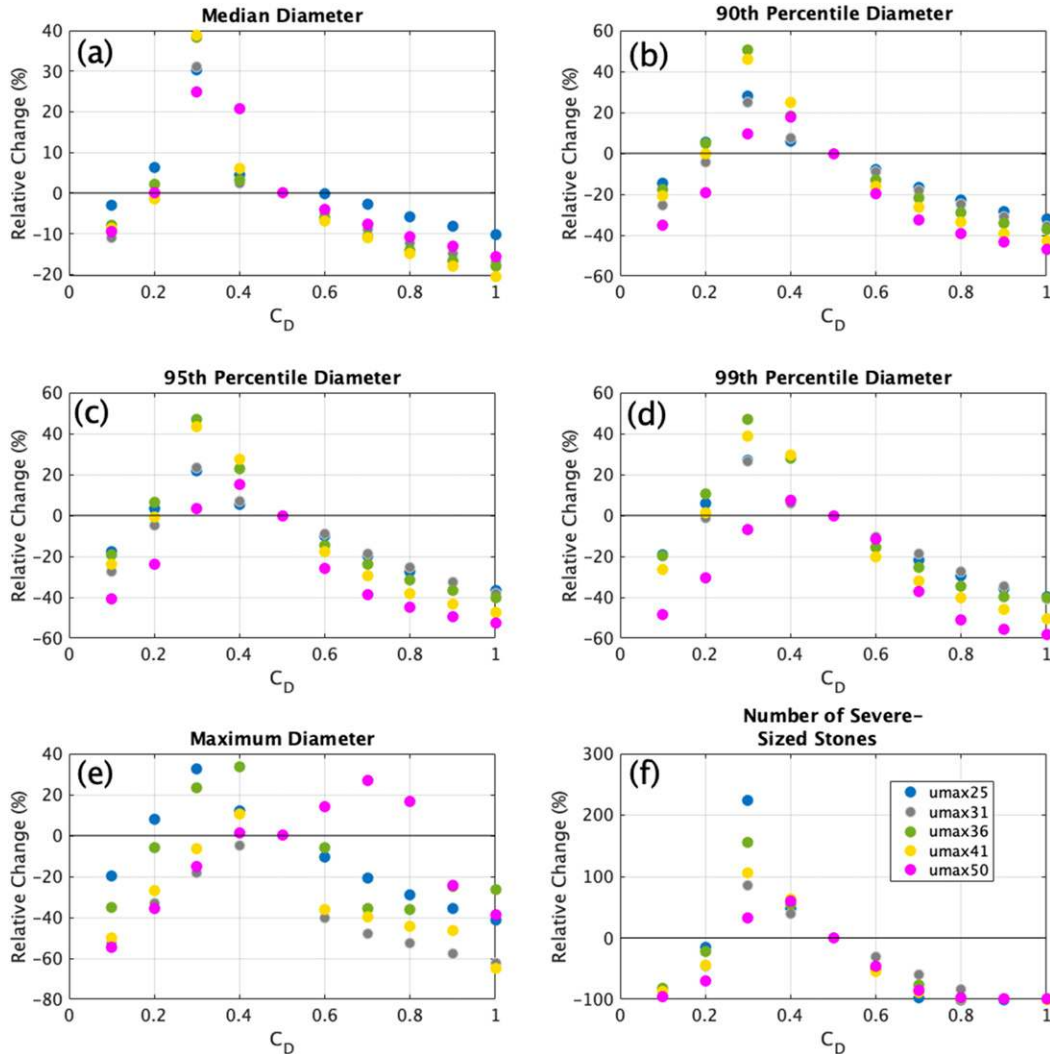 Median Diameter
(a)
Relative Change (%)
40
30
20
10
0
-10
-20
20
0 0.2 0.4 0.6 0.8 1
C_D
90th Percentile Diameter
(b)
Relative Change (%)
60
40
20
0
-20
-40
-60
0 0.2 0.4 0.6 0.8 1
C_D
95th Percentile Diameter
(c)
Relative Change (%)
60
40
20
0
-20
-40
-60
0 0.2 0.4 0.6 0.8 1
C_D
99th Percentile Diameter
(d)
Relative Change (%)
60
40
20
0
-20
-40
-60
0 0.2 0.4 0.6 0.8 1
C_D
Maximum Diameter
(e)
Relative Change (%)
40
20
0
-20
-40
-60
-80
0 0.2 0.4 0.6 0.8 1
C_D
Number of Severe-
Sized Stones
(f)
Relative Change (%)
300
200
100
0
-100
0 0.2 0.4 0.6 0.8 1
C_D
umax25
umax31
umax36
umax41
umax50